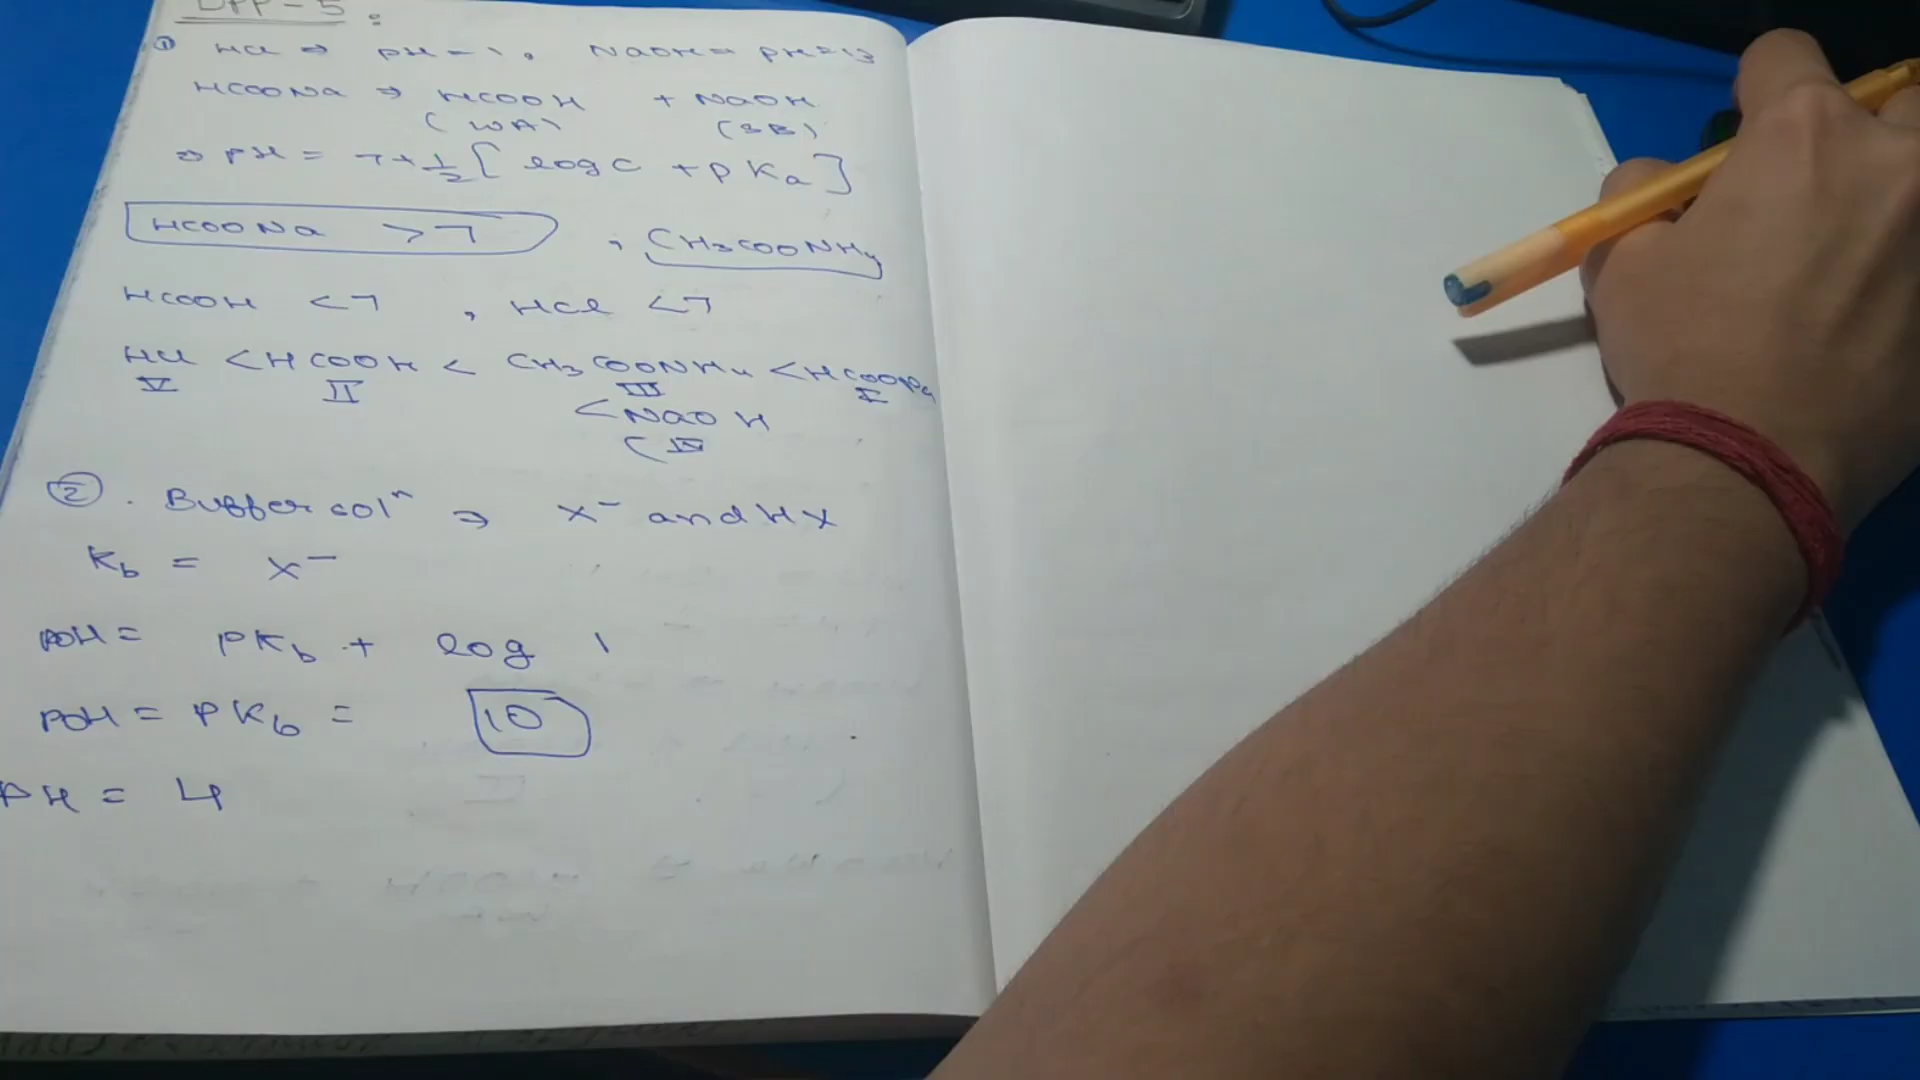 DPP - 5 :
① HCl ⇒ PH = 1, NaOH = PH = 13
HCOONa ⇒ HCOOH + NaOH
(WA) (SB)
⇒ PH = 7 + 1/2 [ log C + PKa ]
HCOONa > 7 , CH3COONH4
HCOOH < 7 , HCl < 7
HCl < HCOOH < CH3COONH4 < HCOONa
V II III I
< NaOH
(IV
② . Buffer solⁿ ⇒ X⁻ and HX
Kb = X⁻
POH = PKb + log 1
POH = PKb = 10
PH = 4